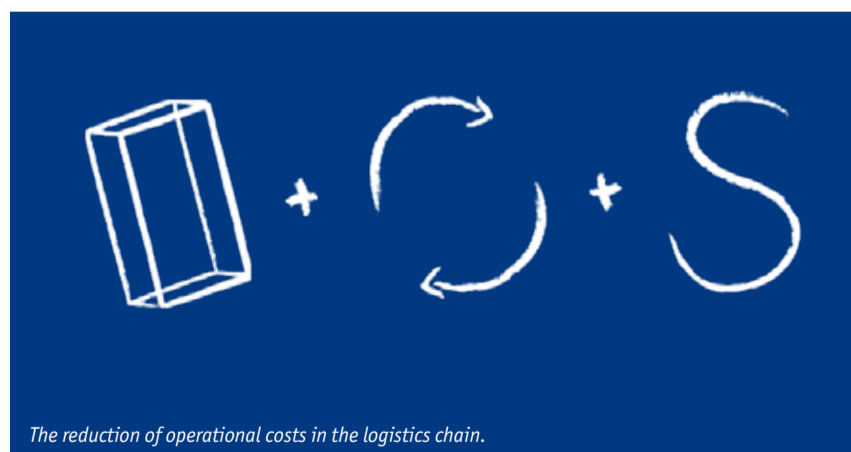 + + S
The reduction of operational costs in the logistics chain.